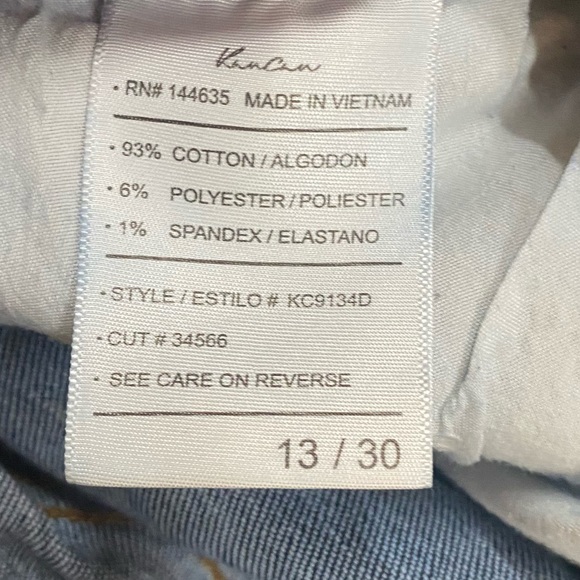 KanCan
• RN# 144635 MADE IN VIETNAM
• 93% COTTON / ALGODON
• 6% POLYESTER / POLIESTER
• 1% SPANDEX / ELASTANO
• STYLE / ESTILO # KC9134D
• CUT # 34566
• SEE CARE ON REVERSE
13 / 30